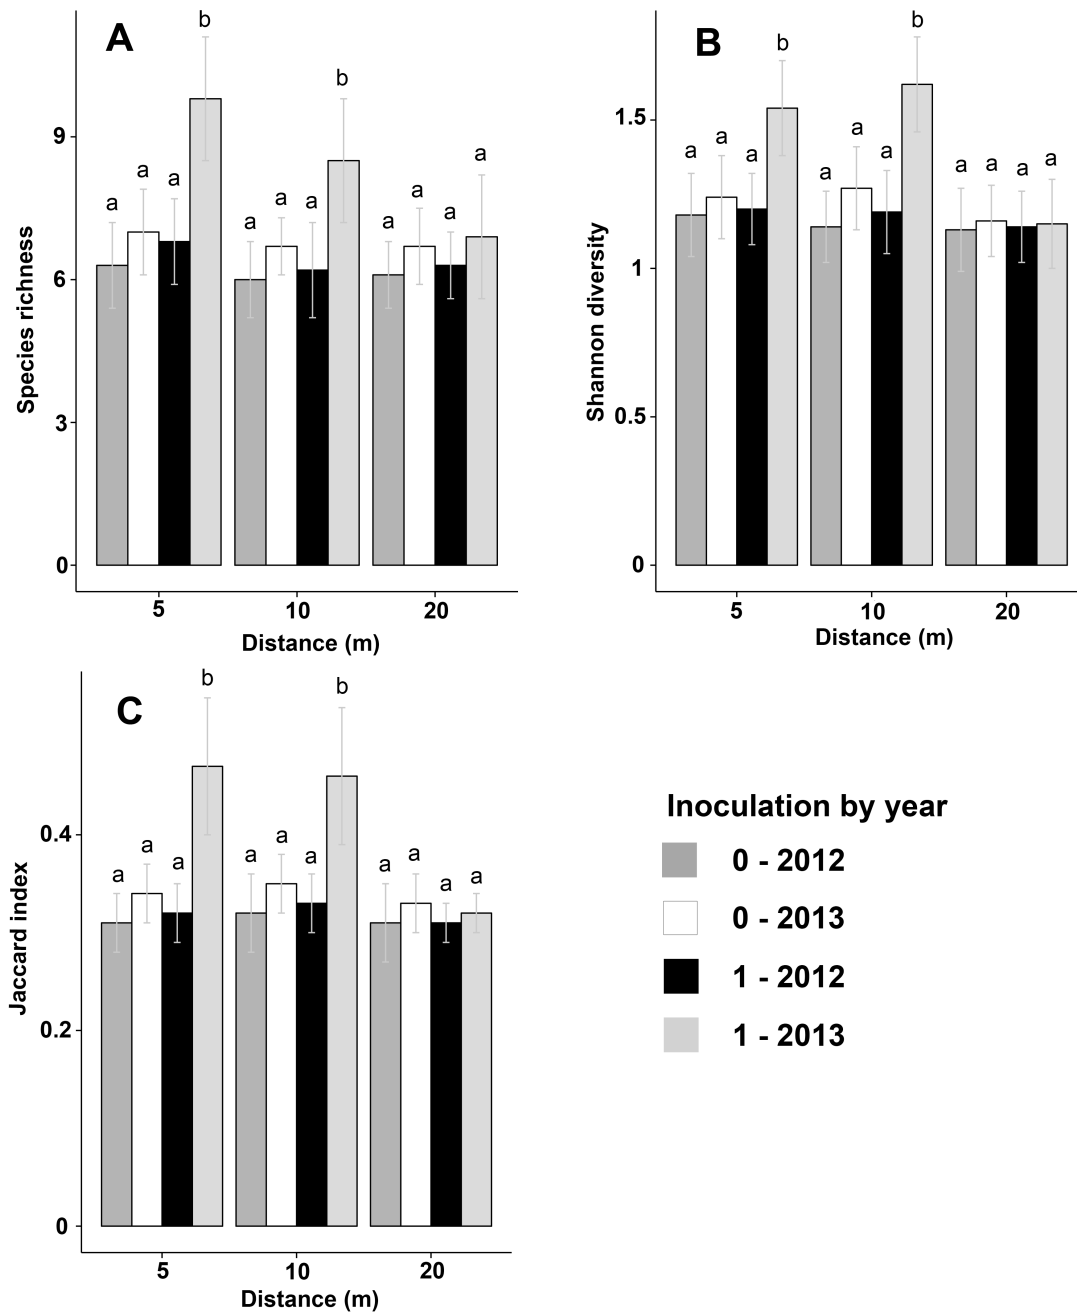 A
b
b
a
a
a
a
a
a
a
a
a
a
9
6
3
0
Species richness
5
10
20
Distance (m)
B
b
b
a
a
a
a
a
a
a
a
a
a
1.5
1
0.5
0
Shannon diversity
5
10
20
Distance (m)
C
b
b
a
a
a
a
a
a
a
a
a
a
0.4
0.2
0
Jaccard index
5
10
20
Distance (m)
Inoculation by year
0 - 2012
0 - 2013
1 - 2012
1 - 2013